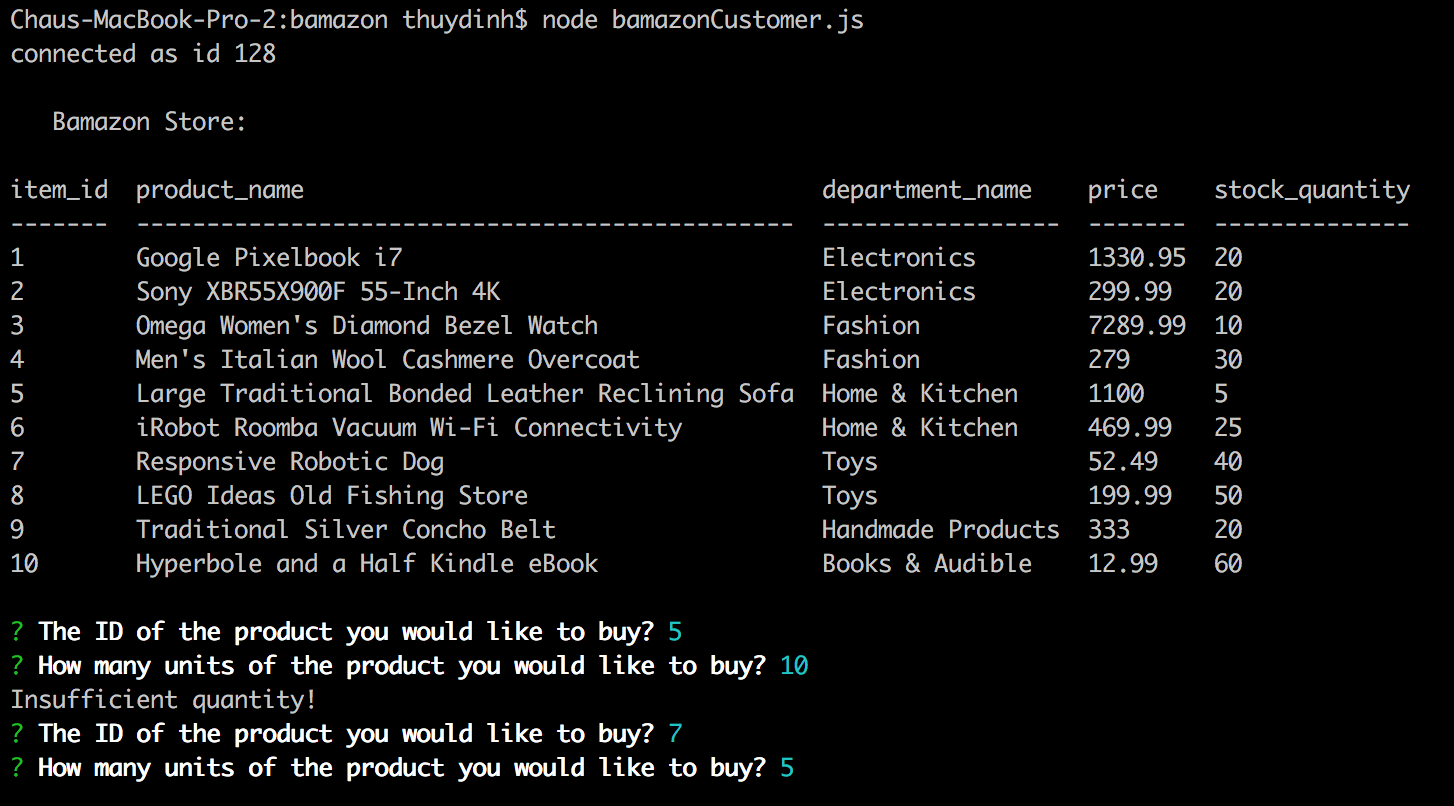 Chaus-MacBook-Pro-2:bamazon thuydinh$ node bamazonCustomer.js
connected as id 128
Bamazon Store:
item_id  product_name                                     department_name    price    stock_quantity
-------  -----------------------------------------------  -----------------  -------  --------------
1        Google Pixelbook i7                              Electronics        1330.95  20
2        Sony XBR55X900F 55-Inch 4K                       Electronics        299.99   20
3        Omega Women's Diamond Bezel Watch                Fashion            7289.99  10
4        Men's Italian Wool Cashmere Overcoat             Fashion            279      30
5        Large Traditional Bonded Leather Reclining Sofa  Home & Kitchen     1100     5
6        iRobot Roomba Vacuum Wi-Fi Connectivity          Home & Kitchen     469.99   25
7        Responsive Robotic Dog                           Toys               52.49    40
8        LEGO Ideas Old Fishing Store                     Toys               199.99   50
9        Traditional Silver Concho Belt                   Handmade Products  333      20
10       Hyperbole and a Half Kindle eBook                Books & Audible    12.99    60
? The ID of the product you would like to buy? 5
? How many units of the product you would like to buy? 10
Insufficient quantity!
? The ID of the product you would like to buy? 7
? How many units of the product you would like to buy? 5